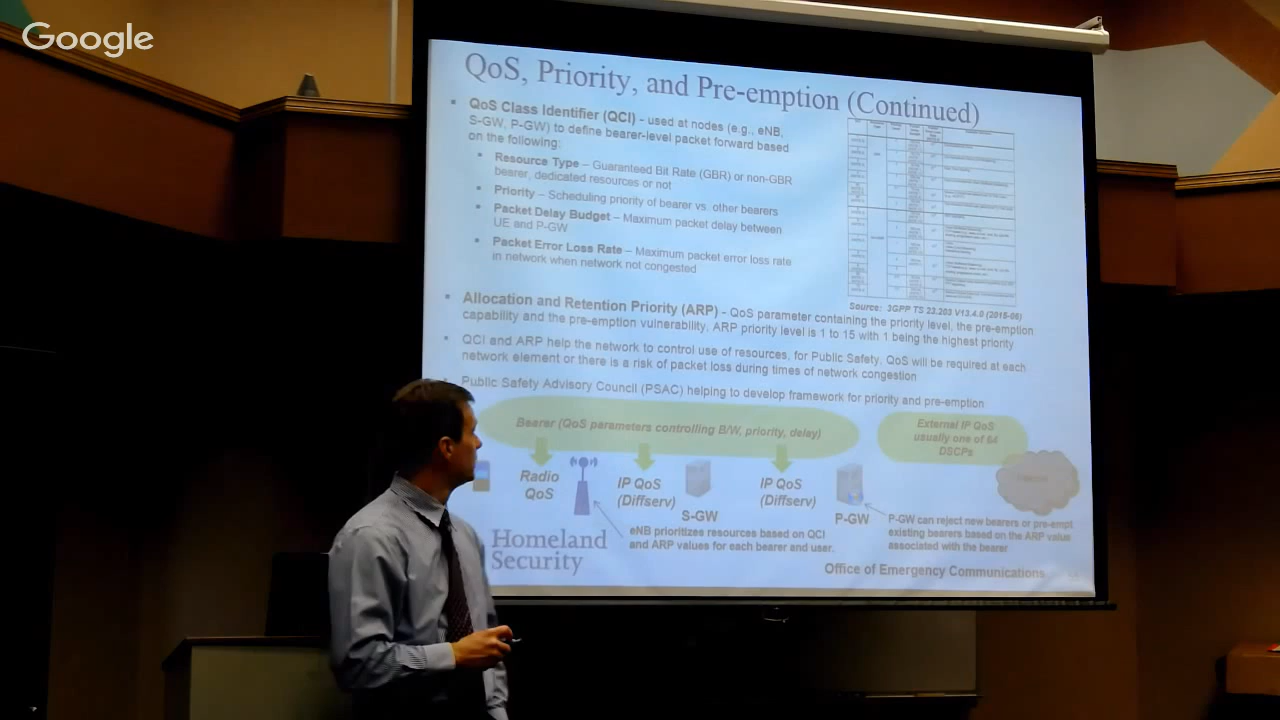 Google
QoS, Priority, and Pre-emption (Continued)
• QoS Class Identifier (QCI) - used at nodes (e.g., eNB,
S-GW, P-GW) to define bearer-level packet forward based
on the following:
• Resource Type – Guaranteed Bit Rate (GBR) or non-GBR
bearer, dedicated resources or not
• Priority – Scheduling priority of bearer vs. other bearers
• Packet Delay Budget – Maximum packet delay between
UE and P-GW
• Packet Error Loss Rate – Maximum packet error loss rate
in network when network not congested
Source: 3GPP TS 23.203 V13.4.0 (2015-06)
• Allocation and Retention Priority (ARP) - QoS parameter containing the priority level, the pre-emption
capability and the pre-emption vulnerability. ARP priority level is 1 to 15 with 1 being the highest priority
• QCI and ARP help the network to control use of resources, for Public Safety, QoS will be required at each
network element or there is a risk of packet loss during times of network congestion
Public Safety Advisory Council (PSAC) helping to develop framework for priority and pre-emption
Bearer (QoS parameters controlling B/W, priority, delay)
External IP QoS
usually one of 64
DSCPs
Radio
QoS
IP QoS
(Diffserv)
S-GW
IP QoS
(Diffserv)
P-GW
eNB prioritizes resources based on QCI
and ARP values for each bearer and user.
P-GW can reject new bearers or pre-empt
existing bearers based on the ARP value
associated with the bearer
Homeland
Security
Office of Emergency Communications